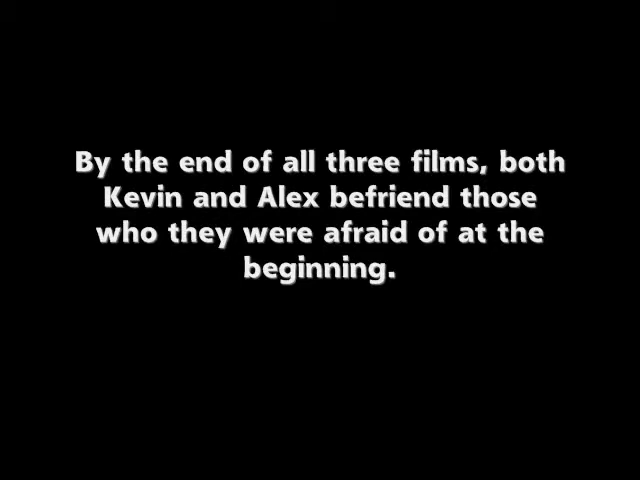 By the end of all three films, both
Kevin and Alex befriend those
who they were afraid of at the
beginning.